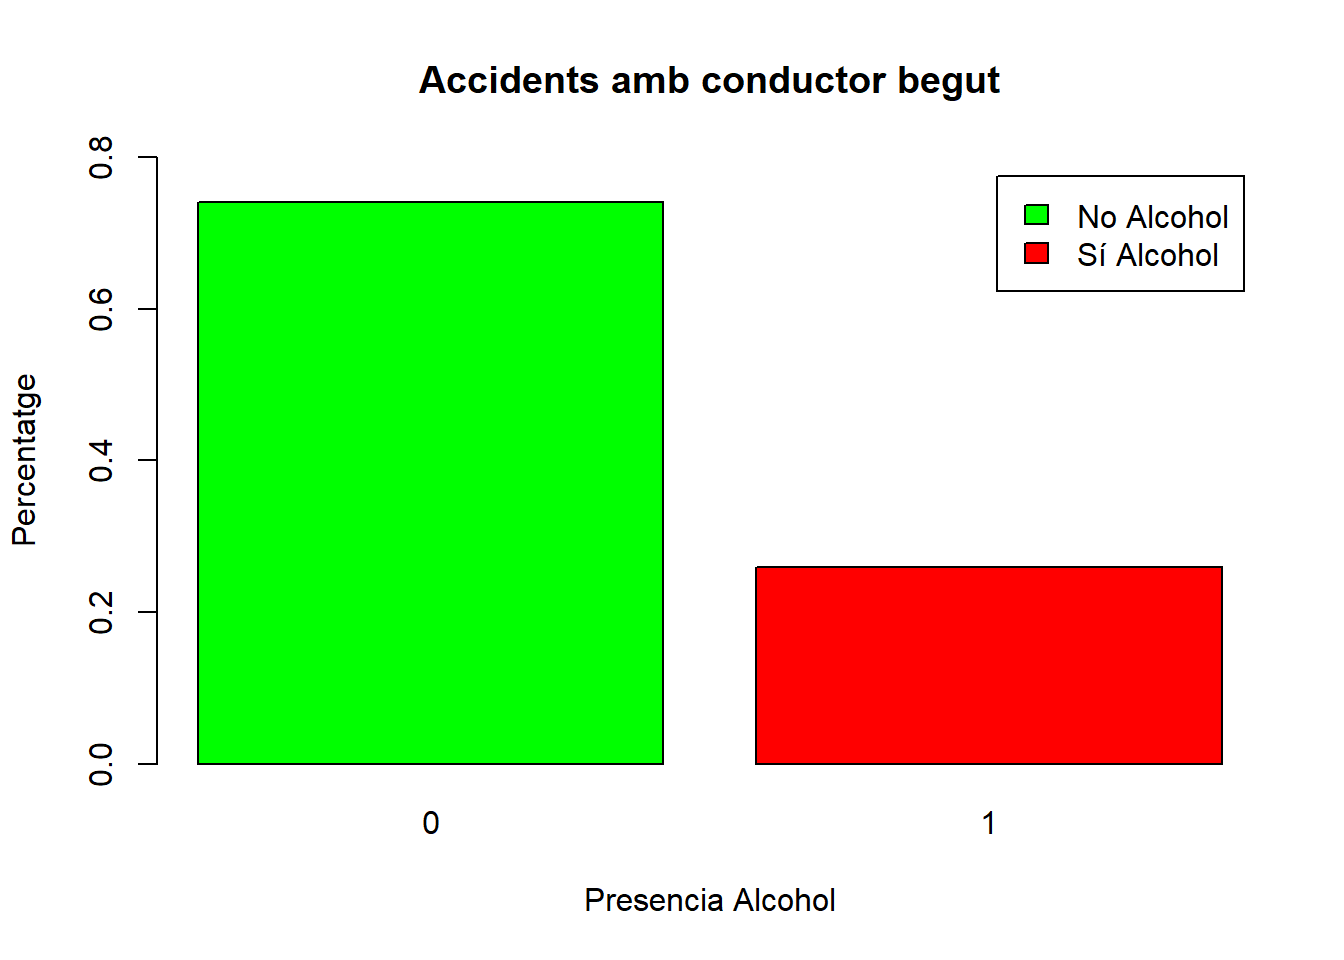 Accidents amb conductor begut
0.8
0.6
0.4
0.2
0.0
Percentatge
No Alcohol
Sí Alcohol
0
1
Presencia Alcohol